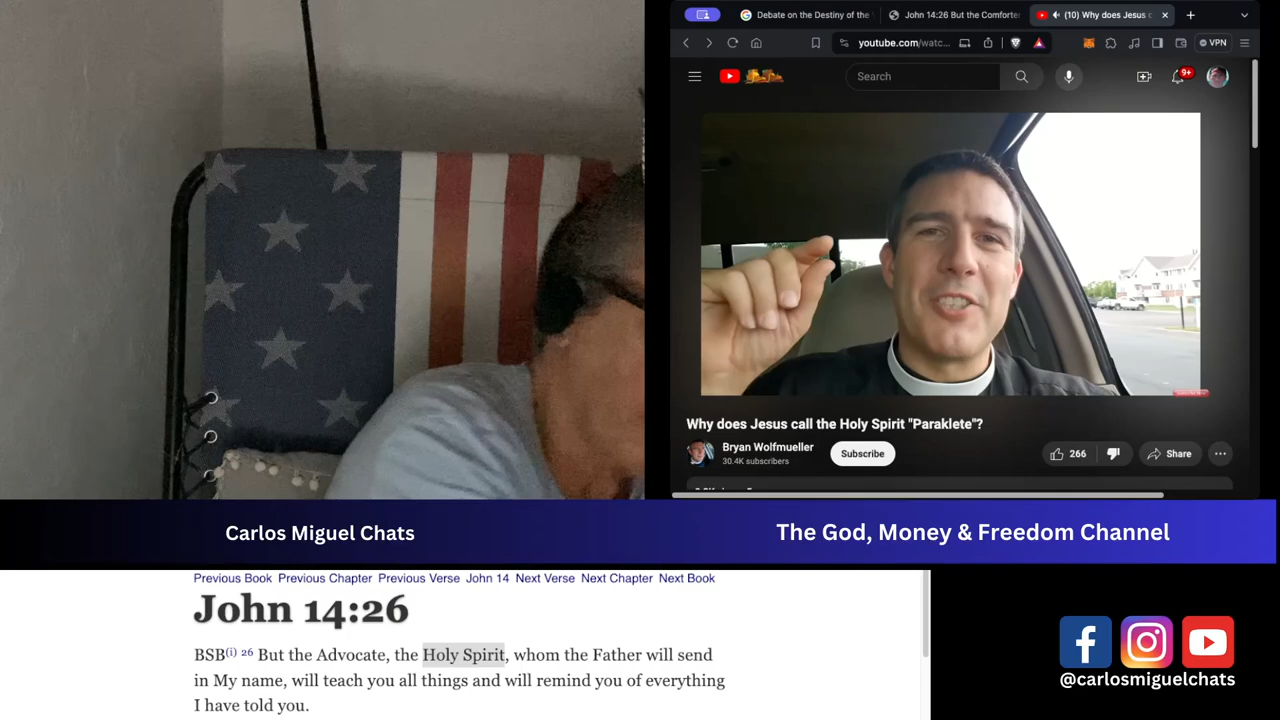 Debate on the Destiny of the
John 14:26 But the Comforter
(10) Why does Jesus c
youtube.com/watc...
VPN
Search
9+
Why does Jesus call the Holy Spirit "Paraklete"?
Bryan Wolfmueller
30.4K subscribers
Subscribe
266
Share
Carlos Miguel Chats
The God, Money & Freedom Channel
Previous Book Previous Chapter Previous Verse John 14 Next Verse Next Chapter Next Book
John 14:26
BSB(i) 26 But the Advocate, the Holy Spirit, whom the Father will send
in My name, will teach you all things and will remind you of everything
I have told you.
@carlosmiguelchats